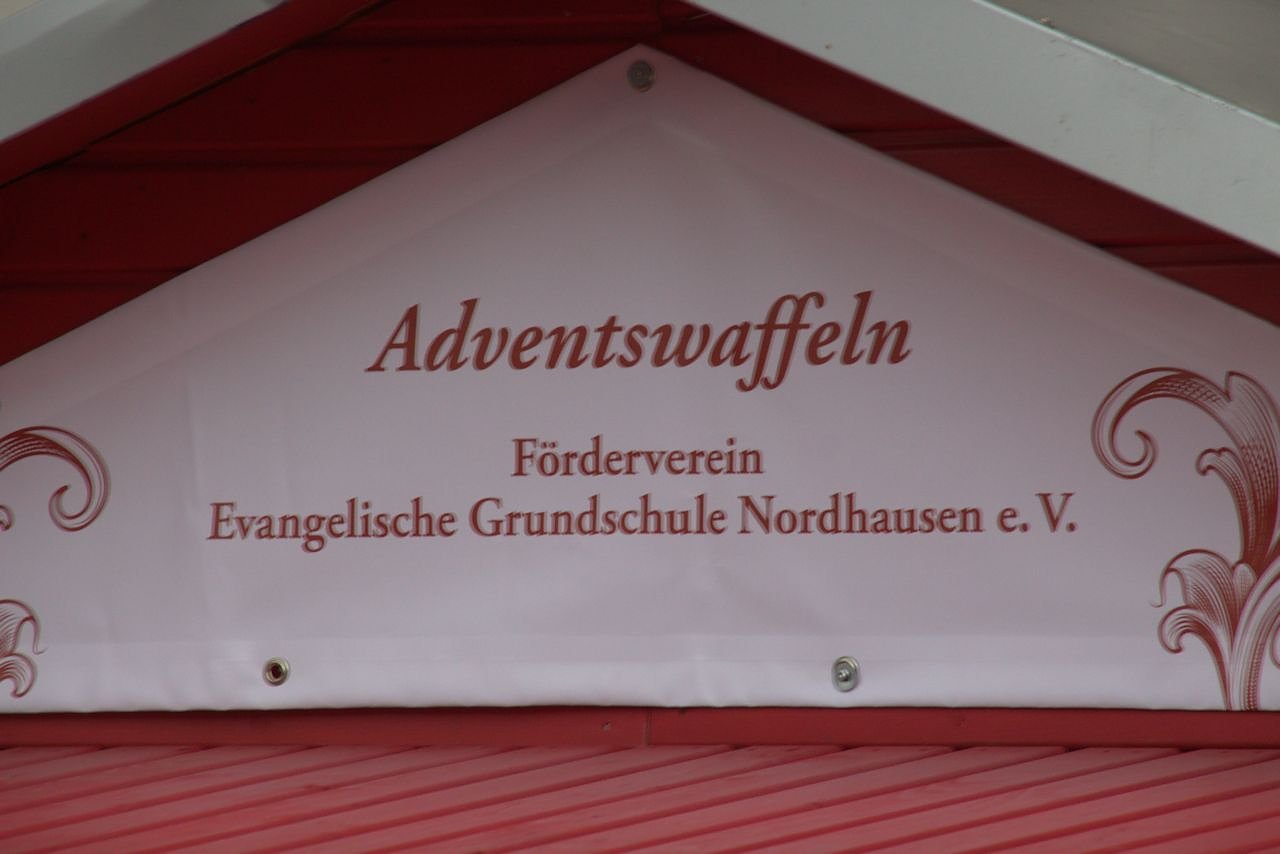 Adventswaffeln
Förderverein
Evangelische Grundschule Nordhausen e. V.